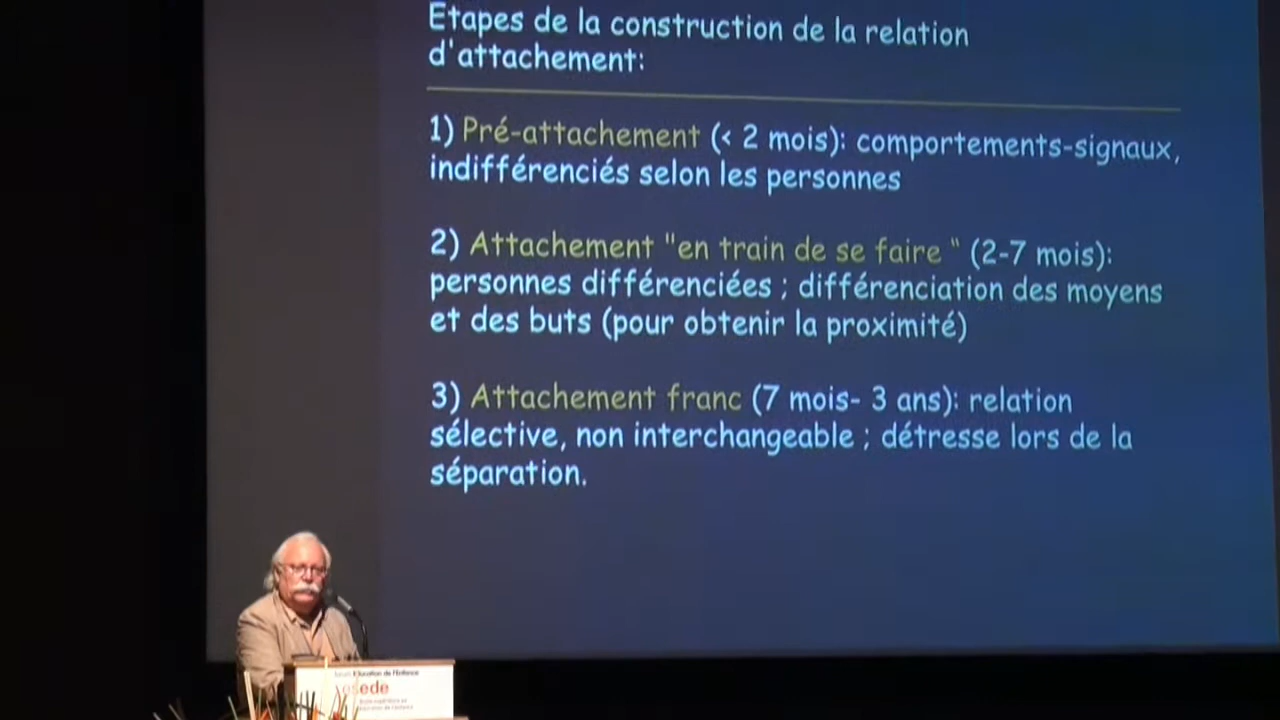 Etapes de la construction de la relation
d'attachement:
1) Pré-attachement (< 2 mois): comportements-signaux,
indifférenciés selon les personnes
2) Attachement "en train de se faire " (2-7 mois):
personnes différenciées ; différenciation des moyens
et des buts (pour obtenir la proximité)
3) Attachement franc (7 mois- 3 ans): relation
sélective, non interchangeable ; détresse lors de la
séparation.
de l'Enfance
esede